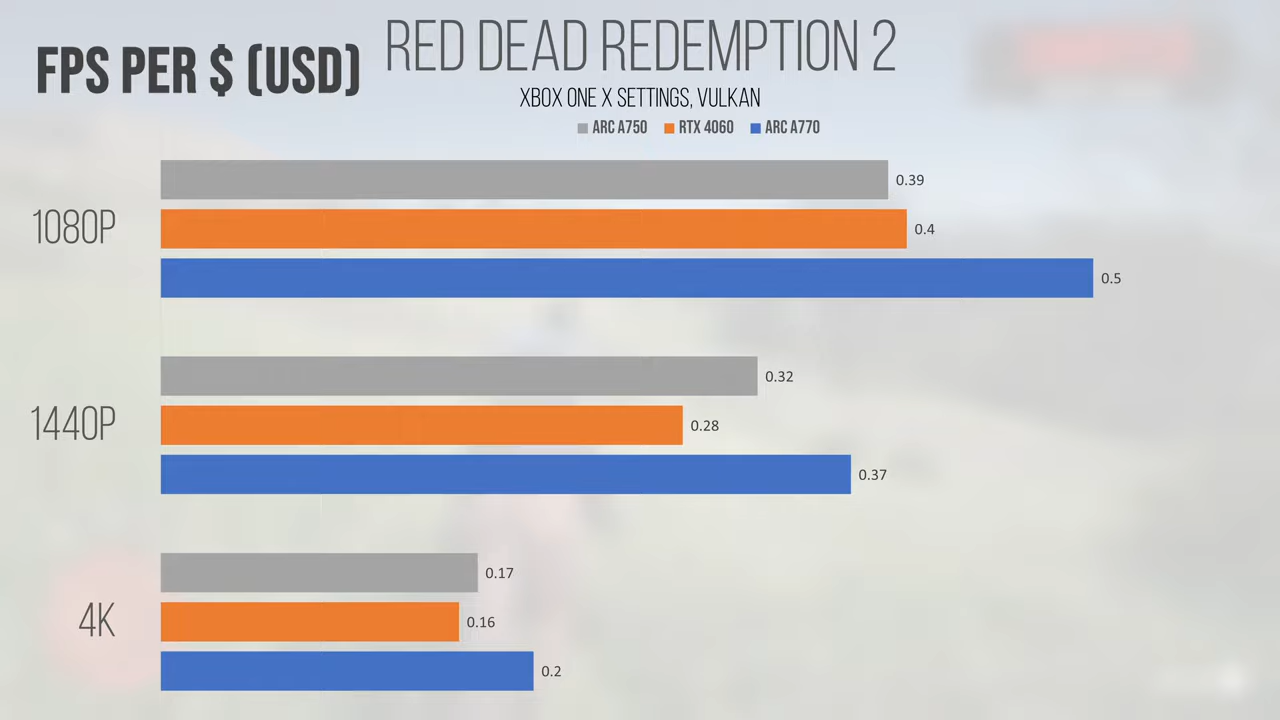 FPS PER $ (USD)
RED DEAD REDEMPTION 2
XBOX ONE X SETTINGS, VULKAN
ARC A750 RTX 4060 ARC A770
1080P
0.39
0.4
0.5
1440P
0.32
0.28
0.37
4K
0.17
0.16
0.2